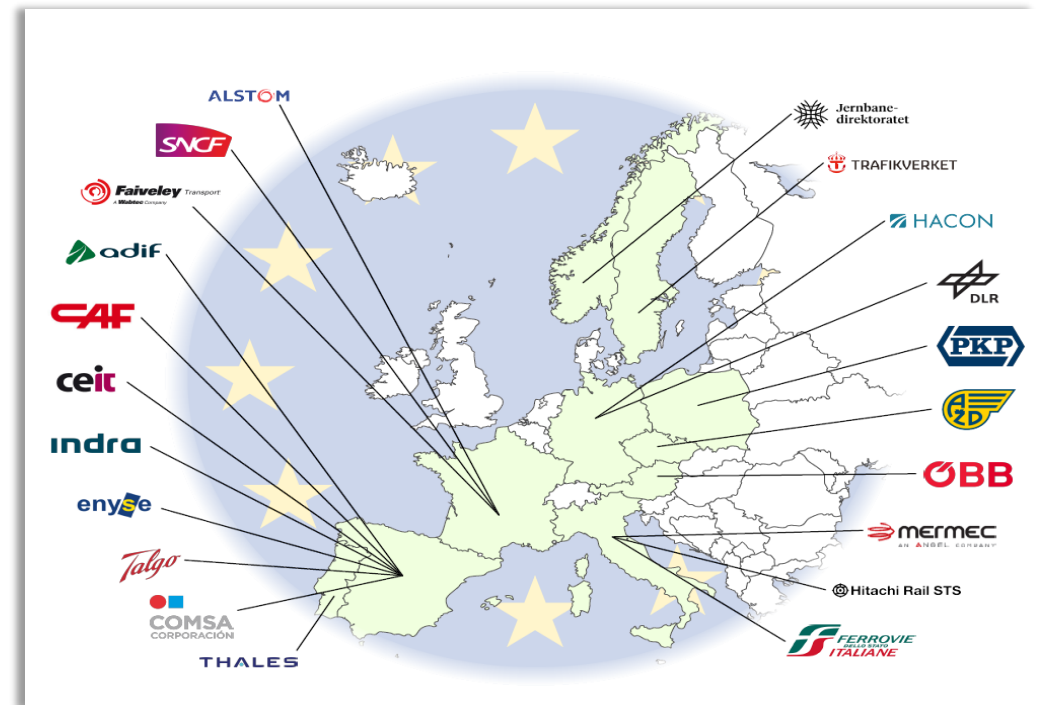 ALSTOM
SNCF
Faiveley Transport
A Wabtec Company
adif
CAF
ceit
indra
enyse
Talgo
COMSA
CORPORACIÓN
THALES
Jernbane-
direktoratet
TRAFIKVERKET
HACON
DLR
PKP
AŽD
ÖBB
mermec
AN ANGEL COMPANY
Hitachi Rail STS
FERROVIE
DELLO STATO
ITALIANE